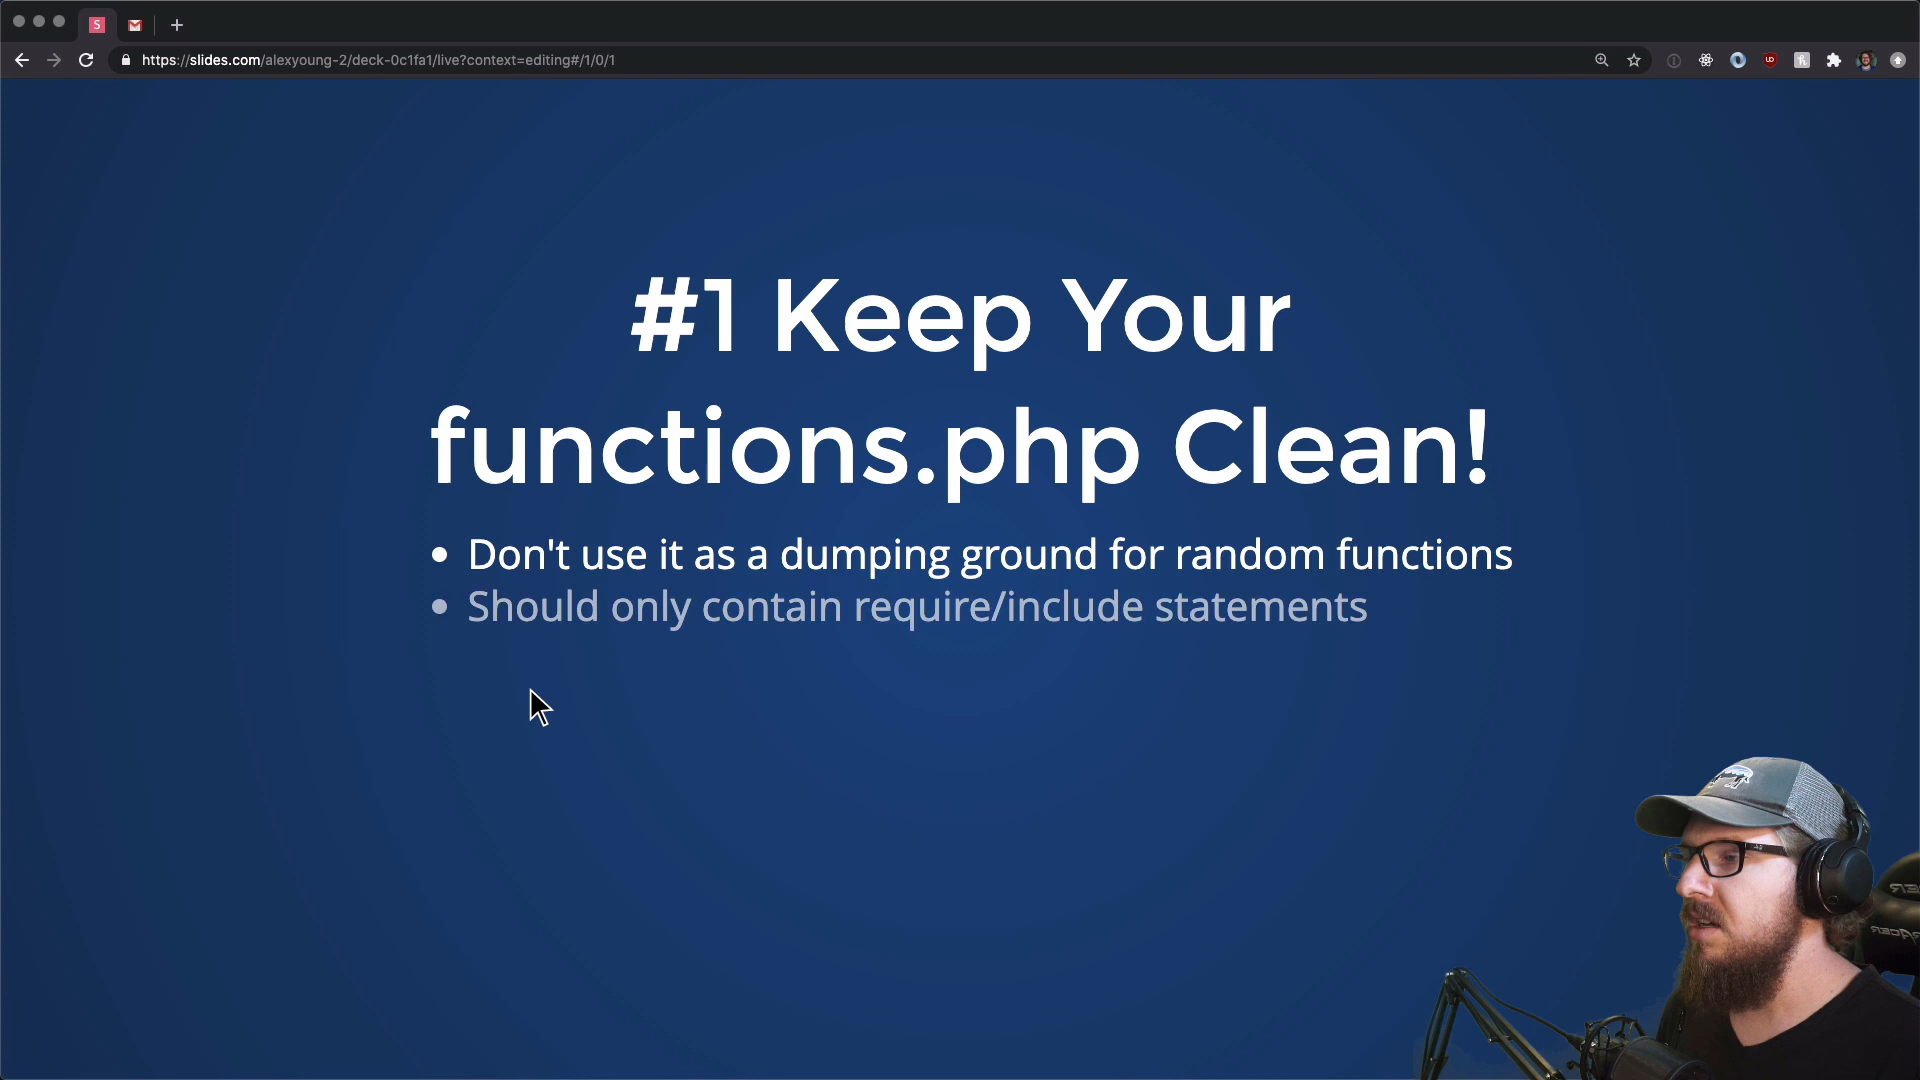 S
https://slides.com/alexyoung-2/deck-0c1fa1/live?context=editing#/1/0/1
#1 Keep Your
functions.php Clean!
• Don't use it as a dumping ground for random functions
• Should only contain require/include statements